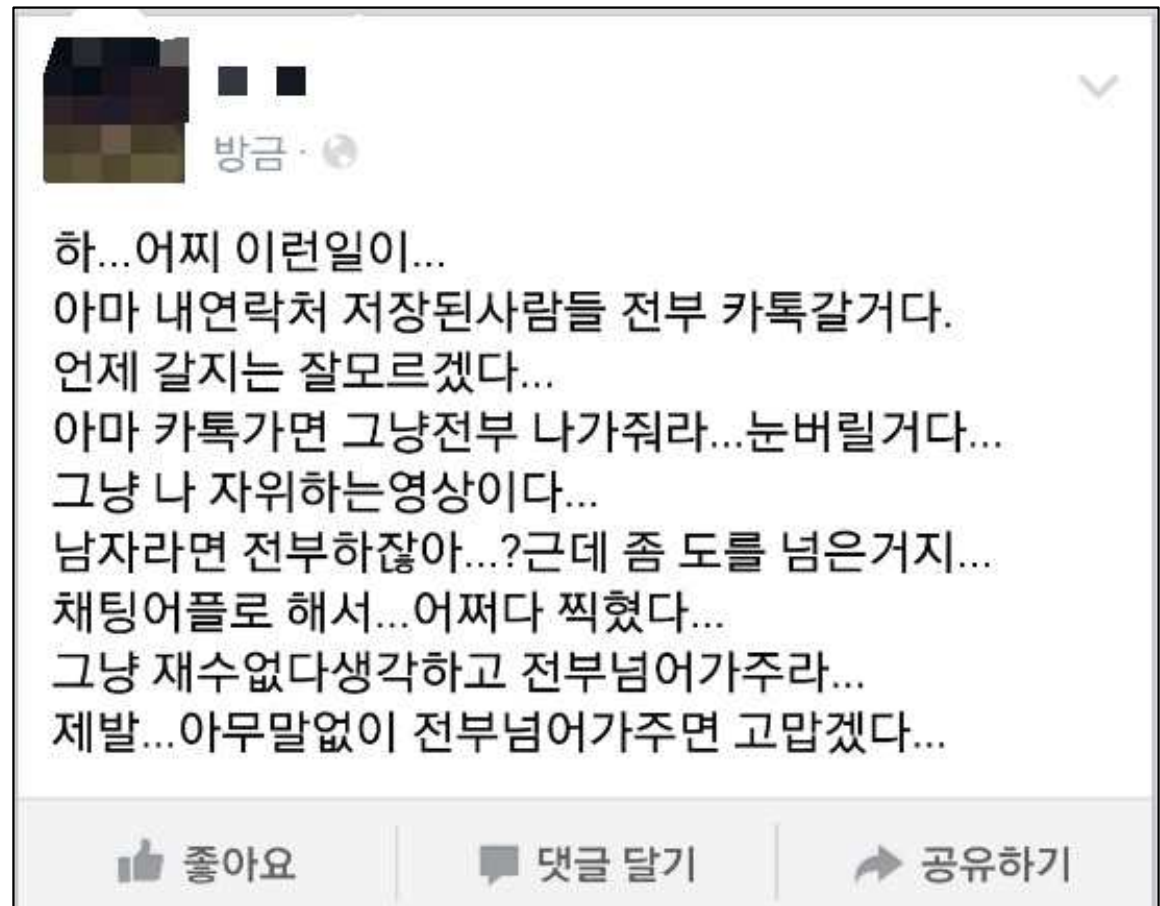 방금 ·
하...어찌 이런일이...
아마 내연락처 저장된사람들 전부 카톡갈거다.
언제 갈지는 잘모르겠다...
아마 카톡가면 그냥전부 나가줘라...눈버릴거다...
그냥 나 자위하는영상이다...
남자라면 전부하잖아...?근데 좀 도를 넘은거지...
채팅어플로 해서...어쩌다 찍혔다...
그냥 재수없다생각하고 전부넘어가주라...
제발...아무말없이 전부넘어가주면 고맙겠다...
좋아요 댓글 달기 공유하기